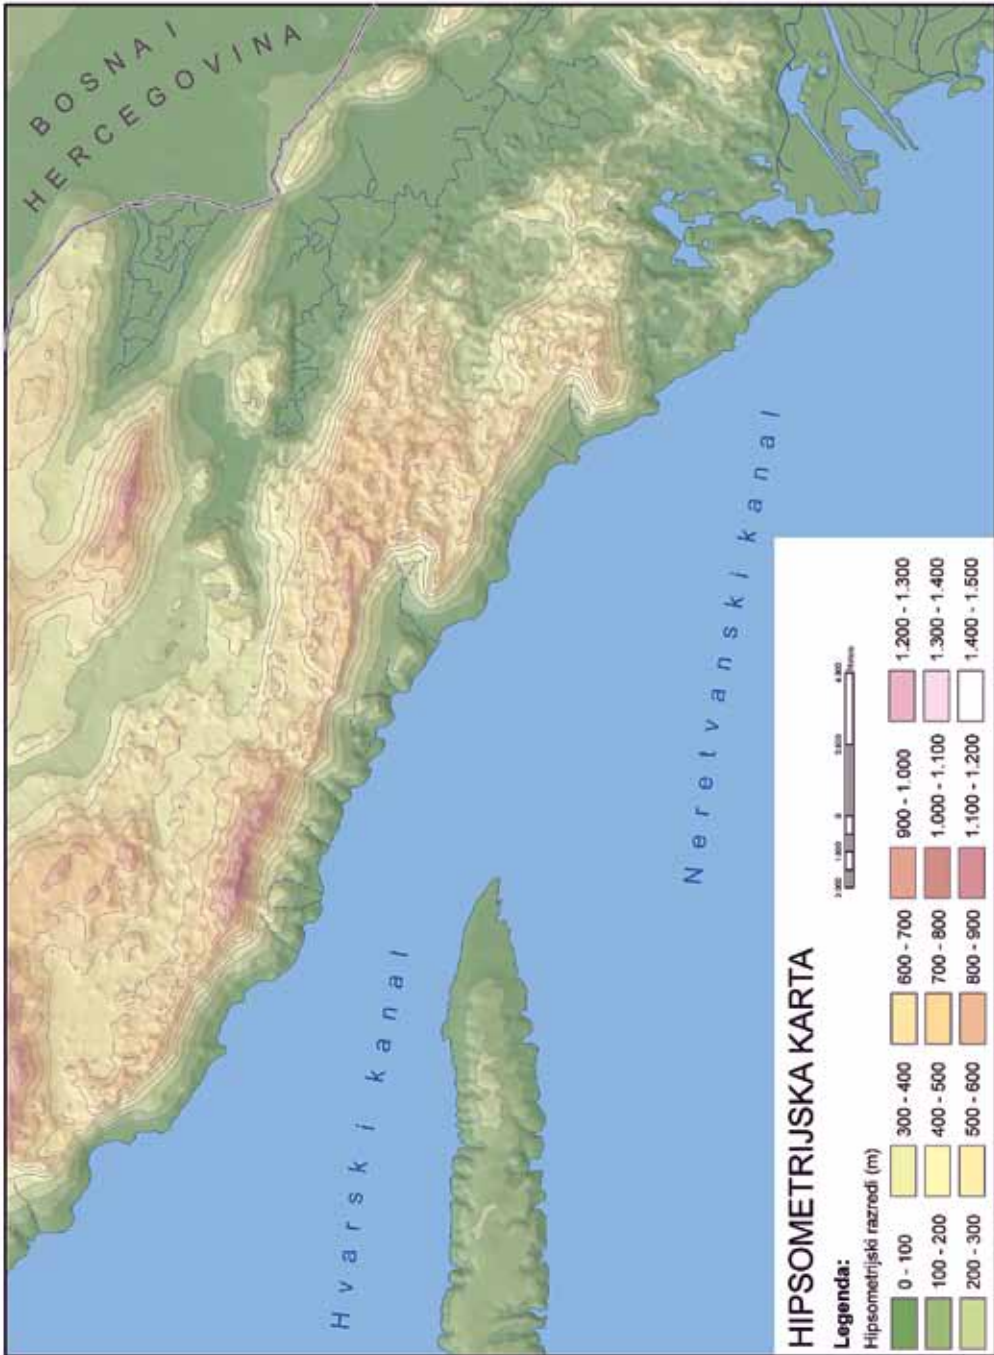 BOSNA I
HERCEGOVINA
Hvarski kanal
Neretvanski kanal
HIPSOMETRIJSKA KARTA
Legenda:
Hipsometrijski razredi (m)
0 - 100
100 - 200
200 - 300
300 - 400
400 - 500
500 - 600
600 - 700
700 - 800
800 - 900
900 - 1.000
1.000 - 1.100
1.100 - 1.200
1.200 - 1.300
1.300 - 1.400
1.400 - 1.500